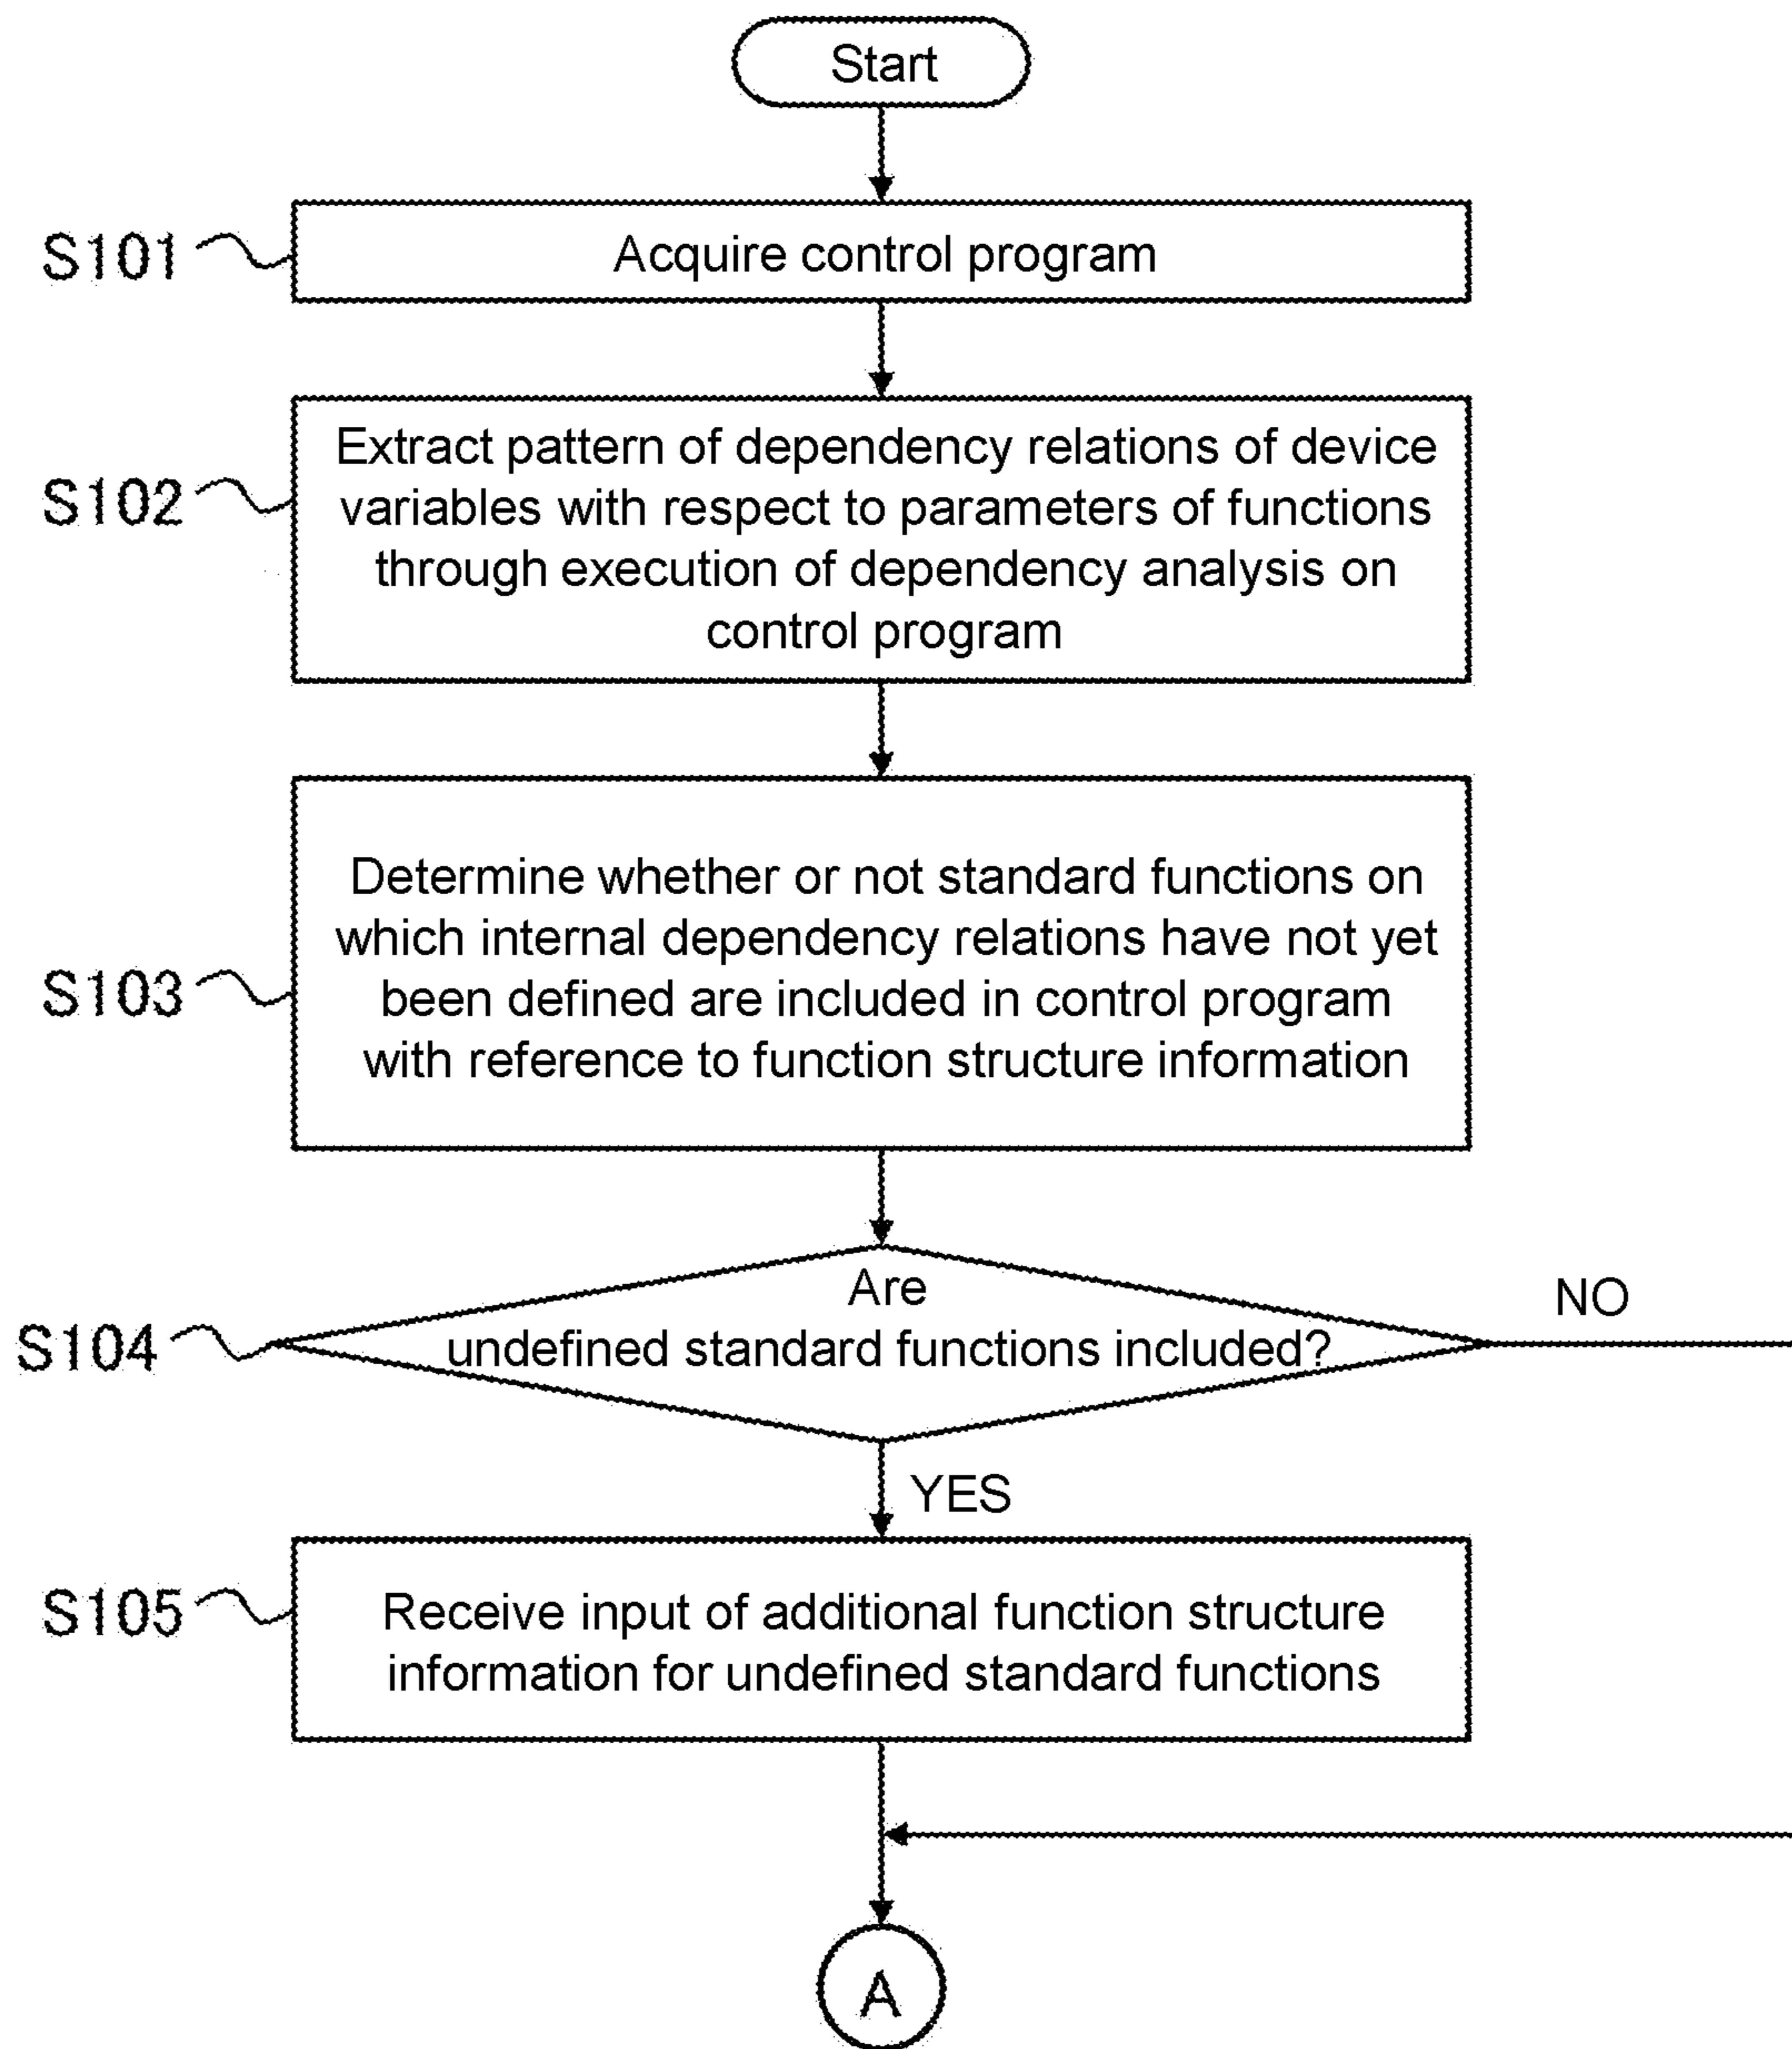 Start
S101
Acquire control program
S102
Extract pattern of dependency relations of device
variables with respect to parameters of functions
through execution of dependency analysis on
control program
S103
Determine whether or not standard functions on
which internal dependency relations have not yet
been defined are included in control program
with reference to function structure information
S104
Are
undefined standard functions included?
NO
YES
S105
Receive input of additional function structure
information for undefined standard functions
A